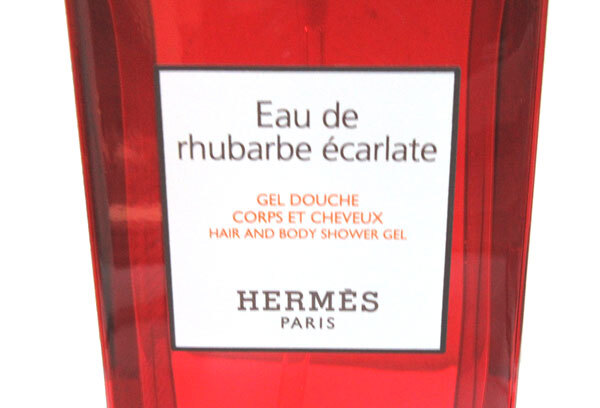 Eau de
rhubarbe écarlate
GEL DOUCHE
CORPS ET CHEVEUX
HAIR AND BODY SHOWER GEL
HERMÈS
PARIS